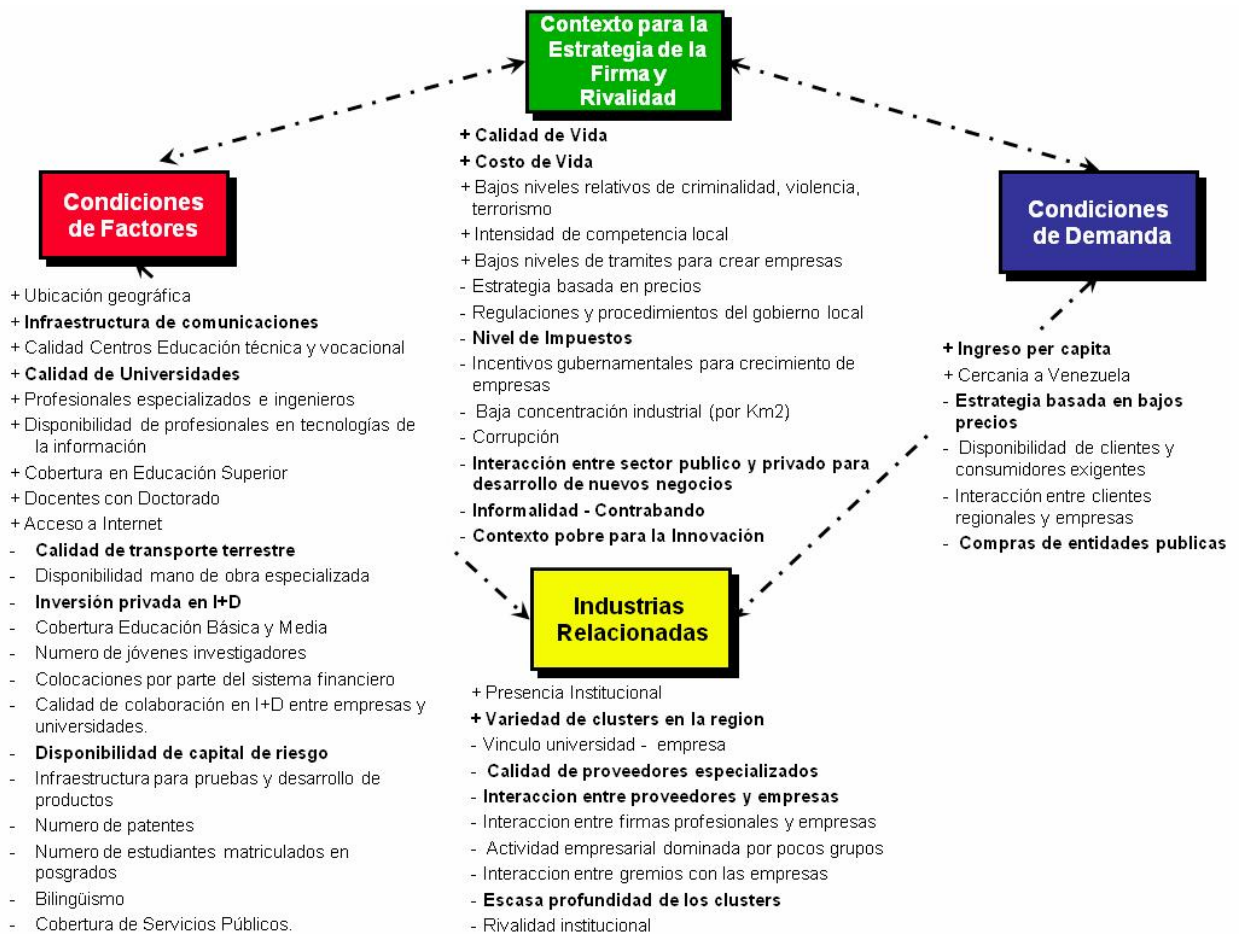 Contexto para la
Estrategia de la
Firma y
Rivalidad
+ Calidad de Vida
+ Costo de Vida
+ Bajos niveles relativos de criminalidad, violencia,
terrorismo
+ Intensidad de competencia local
+ Bajos niveles de tramites para crear empresas
- Estrategia basada en precios
- Regulaciones y procedimientos del gobierno local
- Nivel de Impuestos
- Incentivos gubernamentales para crecimiento de
empresas
- Baja concentración industrial (por Km2)
- Corrupción
- Interacción entre sector publico y privado para
desarrollo de nuevos negocios
- Informalidad - Contrabando
- Contexto pobre para la Innovación
Condiciones
de Factores
+ Ubicación geográfica
+ Infraestructura de comunicaciones
+ Calidad Centros Educación técnica y vocacional
+ Calidad de Universidades
+ Profesionales especializados e ingenieros
+ Disponibilidad de profesionales en tecnologías de
la información
+ Cobertura en Educación Superior
+ Docentes con Doctorado
+ Acceso a Internet
- Calidad de transporte terrestre
- Disponibilidad mano de obra especializada
- Inversión privada en I+D
- Cobertura Educación Básica y Media
- Numero de jóvenes investigadores
- Colocaciones por parte del sistema financiero
- Calidad de colaboración en I+D entre empresas y
universidades.
- Disponibilidad de capital de riesgo
- Infraestructura para pruebas y desarrollo de
productos
- Numero de patentes
- Numero de estudiantes matriculados en
posgrados
- Bilingüismo
- Cobertura de Servicios Públicos.
Condiciones
de Demanda
+ Ingreso per capita
+ Cercania a Venezuela
- Estrategia basada en bajos
precios
- Disponibilidad de clientes y
consumidores exigentes
- Interacción entre clientes
regionales y empresas
- Compras de entidades publicas
Industrias
Relacionadas
+ Presencia Institucional
+ Variedad de clusters en la region
- Vinculo universidad - empresa
- Calidad de proveedores especializados
- Interaccion entre proveedores y empresas
- Interaccion entre firmas profesionales y empresas
- Actividad empresarial dominada por pocos grupos
- Interaccion entre gremios con las empresas
- Escasa profundidad de los clusters
- Rivalidad institucional